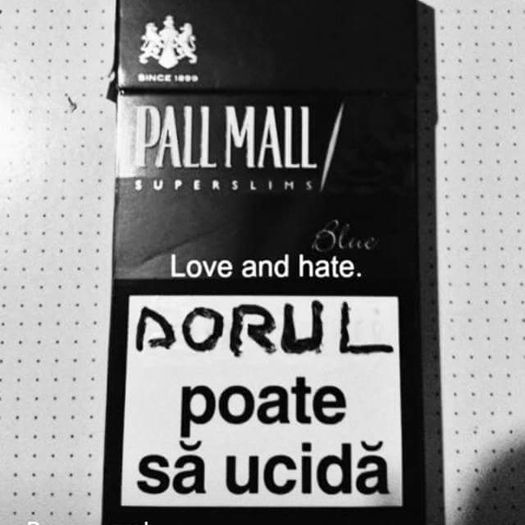 SINCE 1899
PALL MALL
SUPERSLIMS
Blue
Love and hate.
DORUL
poate
să ucidă